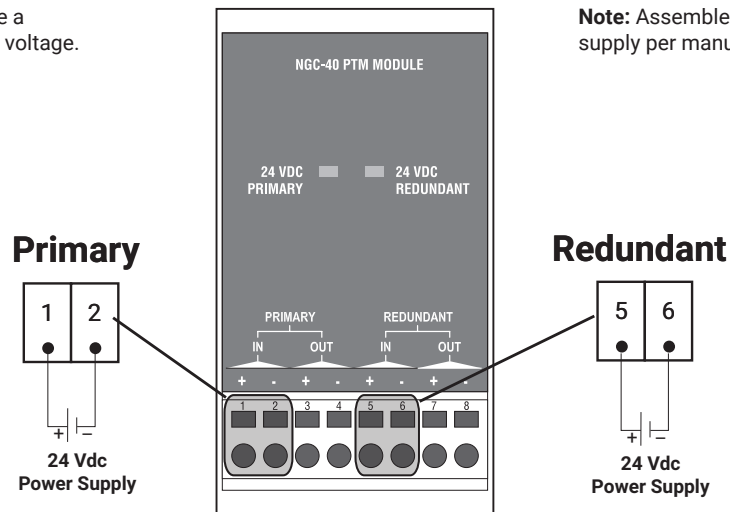 e a
voltage.
Note: Assemble
supply per manu
NGC-40 PTM MODULE
24 VDC
PRIMARY
24 VDC
REDUNDANT
Primary
1 2
+ –
24 Vdc
Power Supply
Redundant
5 6
+ –
24 Vdc
Power Supply
PRIMARY REDUNDANT
IN OUT IN OUT
+ - + - + - + -
1 2 3 4 5 6 7 8